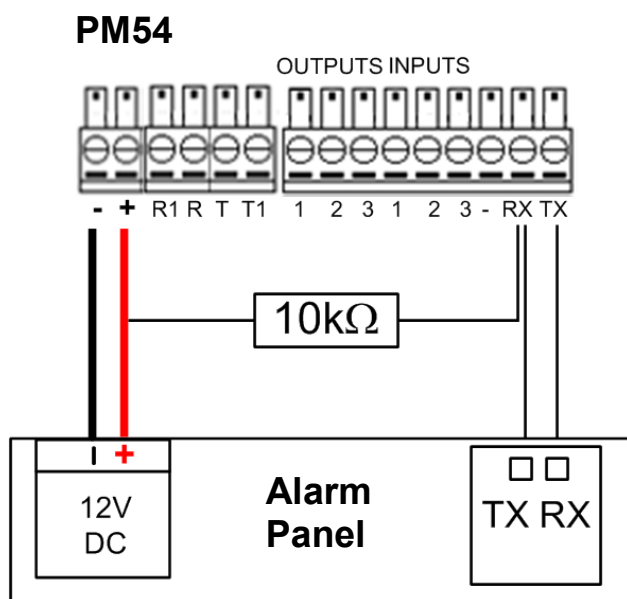 PM54
OUTPUTS INPUTS
- + R1 R T T1 1 2 3 1 2 3 - RX TX
10kΩ
- +
12V
DC
Alarm
Panel
TX RX